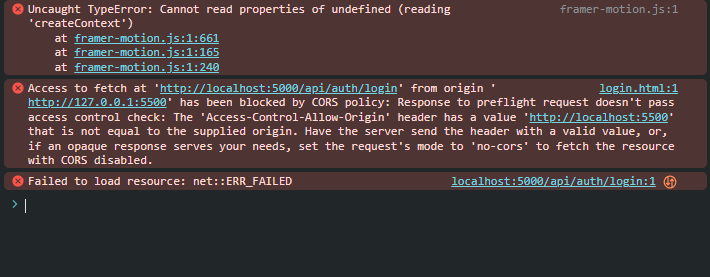 Uncaught TypeError: Cannot read properties of undefined (reading framer-motion.js:1
'createContext')
at framer-motion.js:1:661
at framer-motion.js:1:165
at framer-motion.js:1:240
Access to fetch at 'http://localhost:5000/api/auth/login' from origin ' login.html:1
http://127.0.0.1:5500' has been blocked by CORS policy: Response to preflight request doesn't pass
access control check: The 'Access-Control-Allow-Origin' header has a value 'http://localhost:5500'
that is not equal to the supplied origin. Have the server send the header with a valid value, or,
if an opaque response serves your needs, set the request's mode to 'no-cors' to fetch the resource
with CORS disabled.
Failed to load resource: net::ERR_FAILED localhost:5000/api/auth/login:1